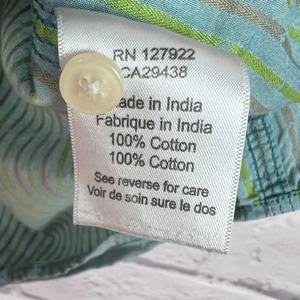 RN 127922
CA29438
Made in India
Fabrique in India
100% Cotton
100% Cotton
See reverse for care
Voir de soin sure le dos